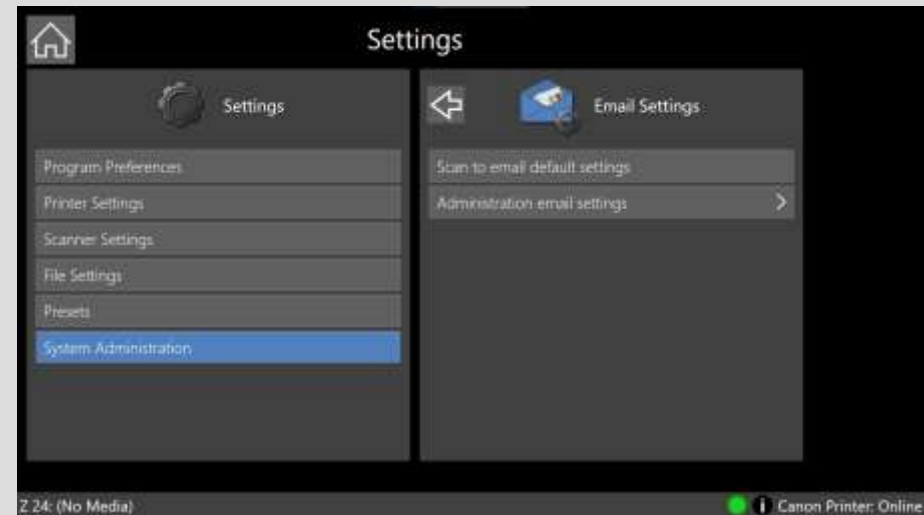 Settings
Settings
Program Preferences
Printer Settings
Scanner Settings
File Settings
Presets
System Administration
Email Settings
Scan to email default settings
Administration email settings
Z 24: (No Media)
Canon Printer: Online